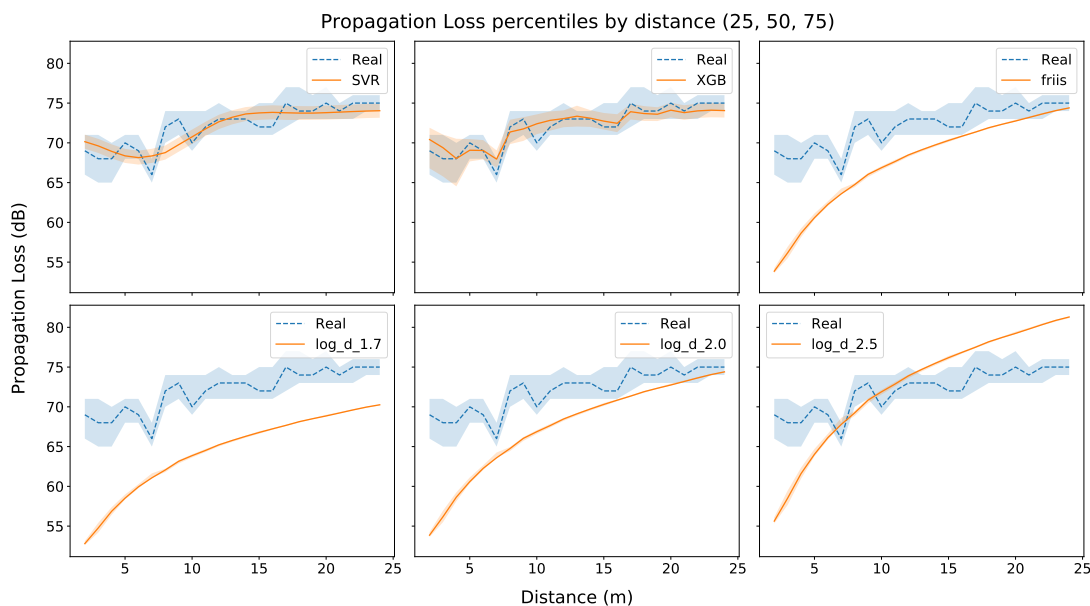 Propagation Loss percentiles by distance (25, 50, 75)
Propagation Loss (dB)
80
75
70
65
60
55
Real
SVR
Real
XGB
Real
friis
80
75
70
65
60
55
5
10
15
20
25
Real
log_d_1.7
5
10
15
20
25
Real
log_d_2.0
5
10
15
20
25
Real
log_d_2.5
Distance (m)